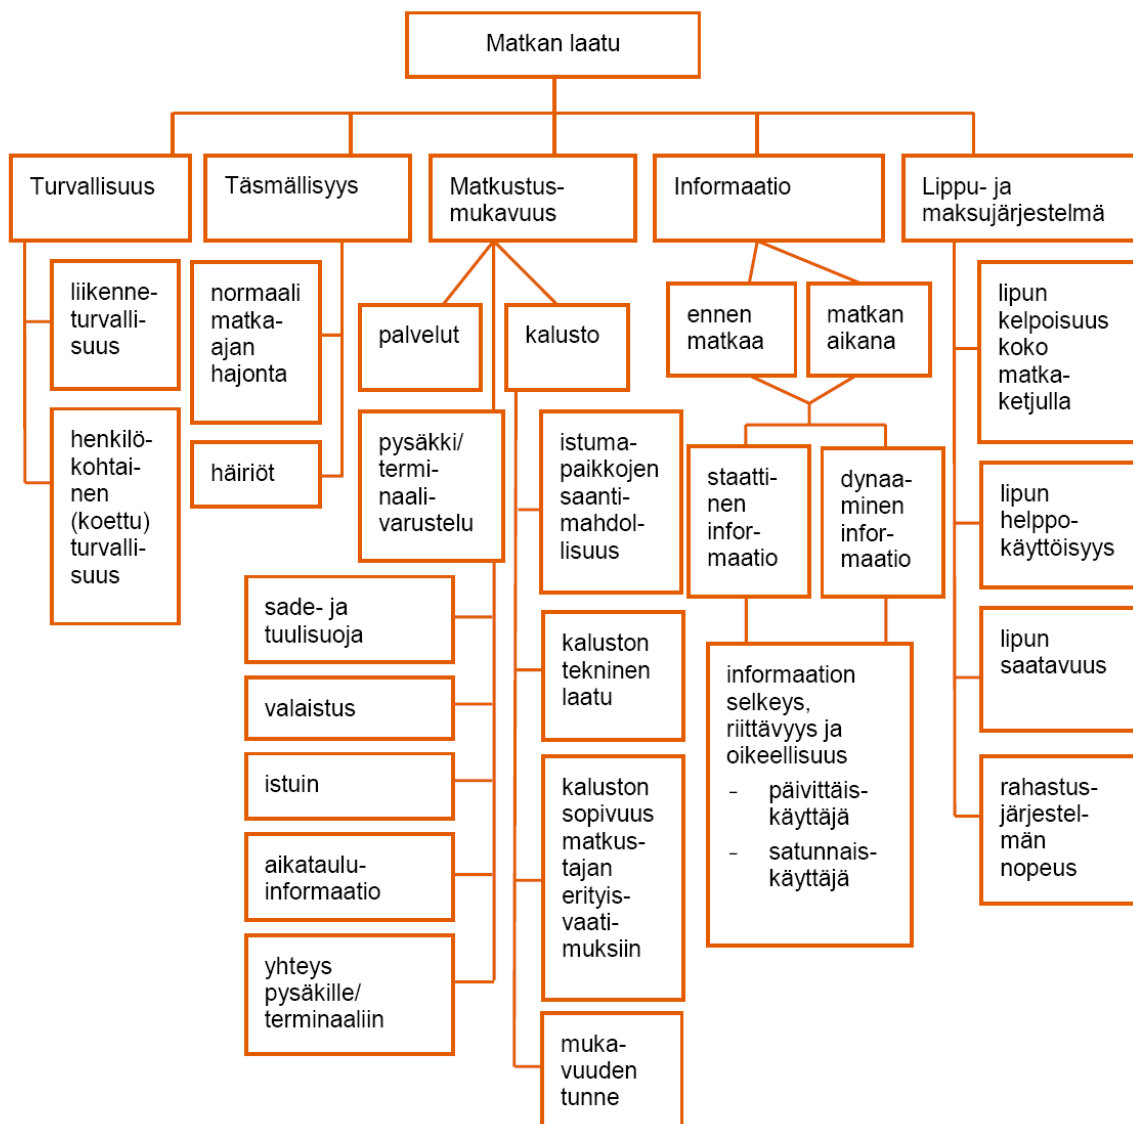 Matkan laatu
Turvallisuus
liikenne-
turvalli-
suus
henkilö-
kohtai-
nen
(koettu)
turvalli-
suus
Täsmällisyys
normaali
matka-
ajan
hajonta
häiriöt
Matkustus-
mukavuus
palvelut
kalusto
pysäkki/
termi-
naali-
varustelu
sade- ja
tuulisuoja
valaistus
istuin
aikataulu-
informaatio
yhteys
pysäkille/
terminaaliin
istuma-
paikkojen
saanti-
mahdol-
lisuus
kaluston
tekninen
laatu
kaluston
sopivuus
matkus-
tajan
erityis-
vaati-
muksiin
muka-
vuuden
tunne
Informaatio
ennen
matkaa
matkan
aikana
staatti-
nen
infor-
maatio
dynaa-
minen
infor-
maatio
informaation
selkeys,
riittävyys ja
oikeellisuus
- päivittäis-
käyttäjä
- satunnais-
käyttäjä
Lippu- ja
maksujärjestelmä
lipun
kelpoisuus
koko
matka-
ketjulla
lipun
helppo-
käyttöisyys
lipun
saatavuus
rahastus-
järjestel-
män
nopeus